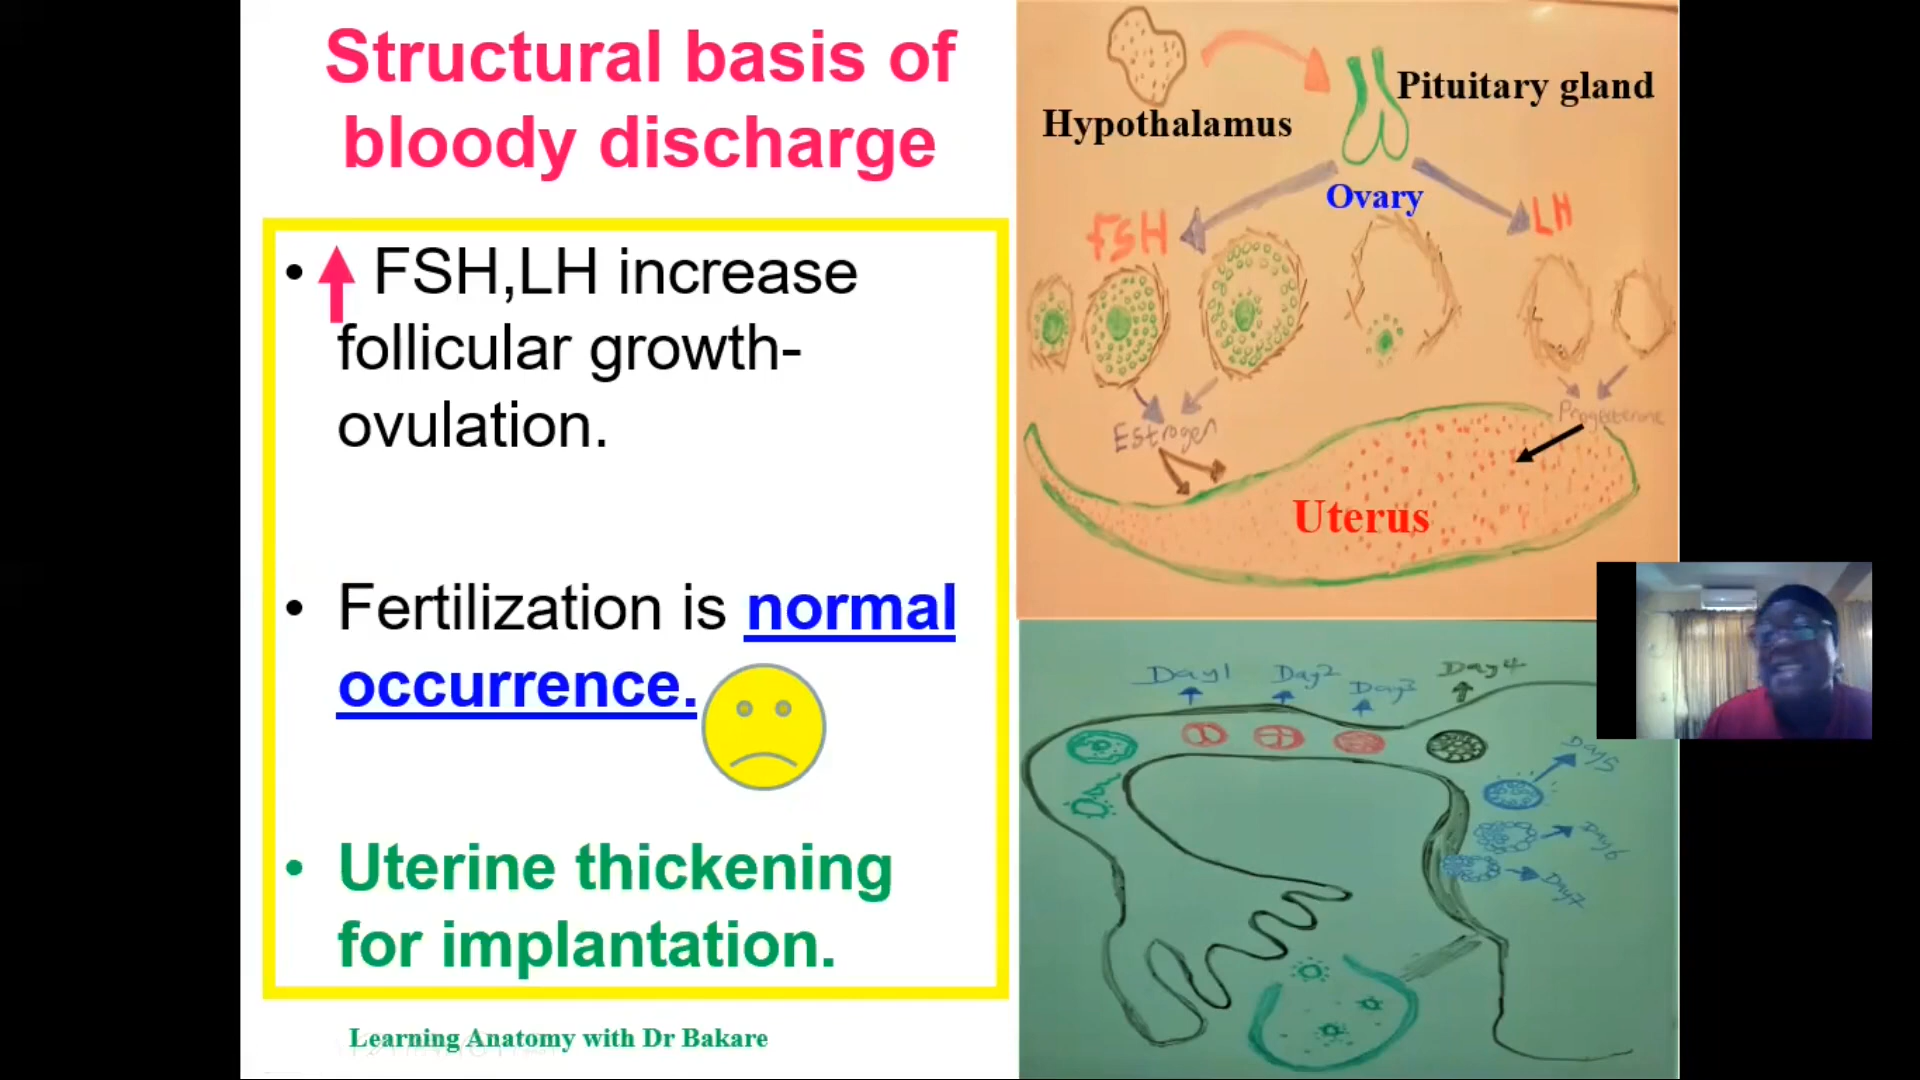 Structural basis of
bloody discharge
• FSH,LH increase
follicular growth-
ovulation.
• Fertilization is normal
occurrence.
• Uterine thickening
for implantation.
Learning Anatomy with Dr Bakare
Hypothalamus
Pituitary gland
Ovary
FSH
LH
Estrogen
Progesterone
Uterus
Day1
Day2
Day3
Day4
Day5
Day6
Day7